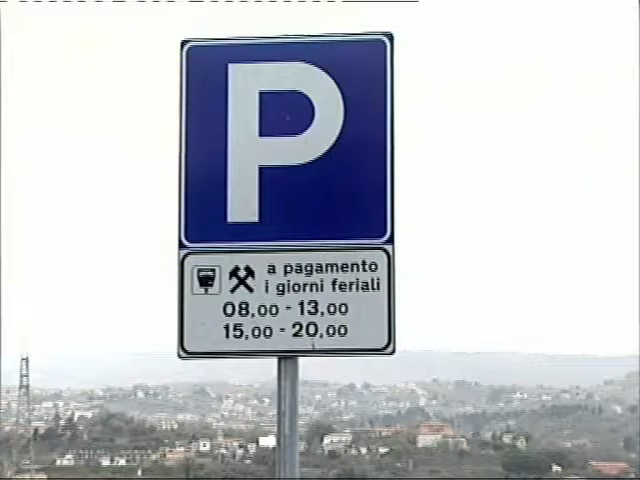 P
a pagamento
i giorni feriali
08,00 - 13,00
15,00 - 20,00